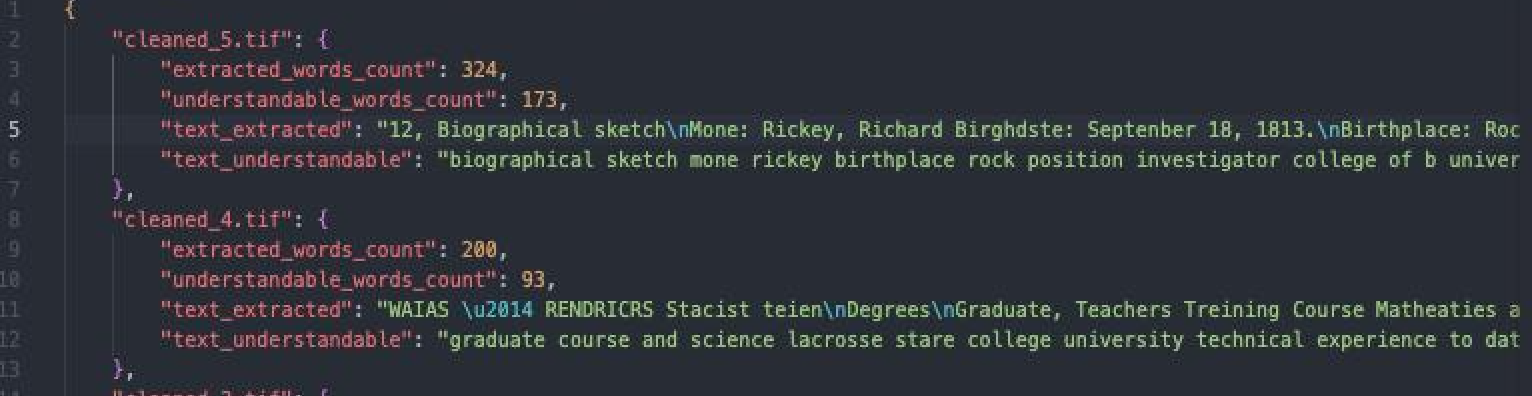 1 {
2 "cleaned_5.tif": {
3 "extracted_words_count": 324,
4 "understandable_words_count": 173,
5 "text_extracted": "12, Biographical sketch\nMone: Rickey, Richard Birghdste: Septenber 18, 1813.\nBirthplace: Roc
6 "text_understandable": "biographical sketch mone rickey birthplace rock position investigator college of b univer
7 },
8 "cleaned_4.tif": {
9 "extracted_words_count": 200,
10 "understandable_words_count": 93,
11 "text_extracted": "WAIAS \u2014 RENDRICRS Stacist teien\nDegrees\nGraduate, Teachers Treining Course Matheaties a
12 "text_understandable": "graduate course and science lacrosse stare college university technical experience to dat
13 },